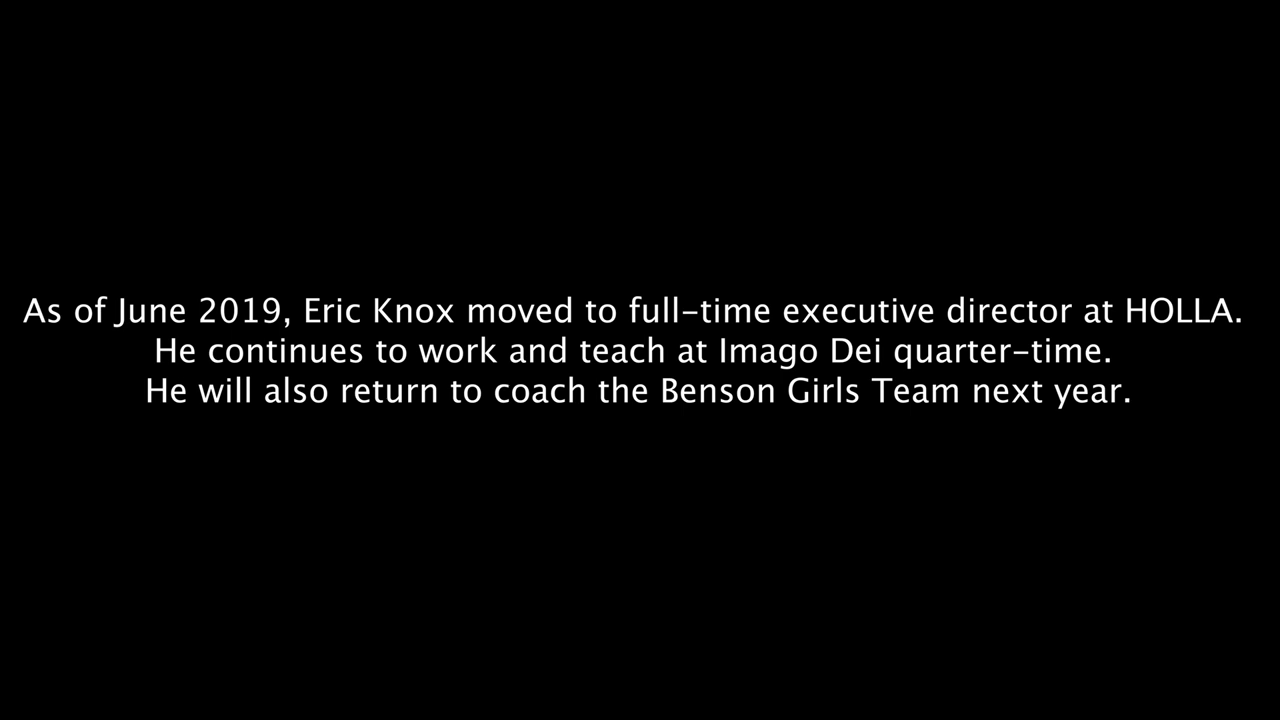 As of June 2019, Eric Knox moved to full-time executive director at HOLLA.
He continues to work and teach at Imago Dei quarter-time.
He will also return to coach the Benson Girls Team next year.